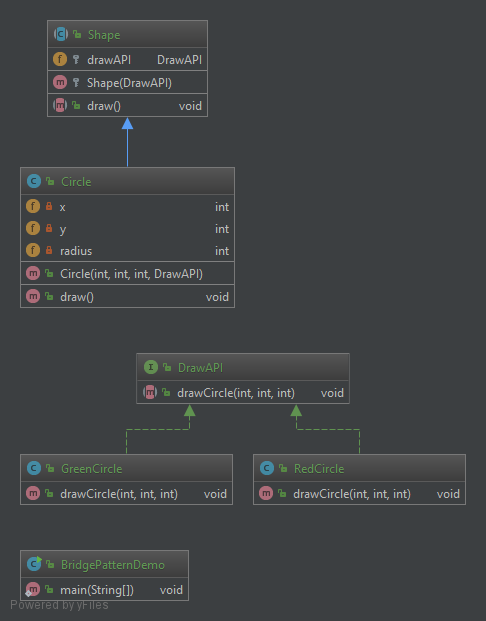 Shape
drawAPI DrawAPI
Shape(DrawAPI)
draw() void
Circle
x int
y int
radius int
Circle(int, int, int, DrawAPI)
draw() void
DrawAPI
drawCircle(int, int, int) void
GreenCircle
drawCircle(int, int, int) void
RedCircle
drawCircle(int, int, int) void
BridgePatternDemo
main(String[]) void
Powered by yFiles